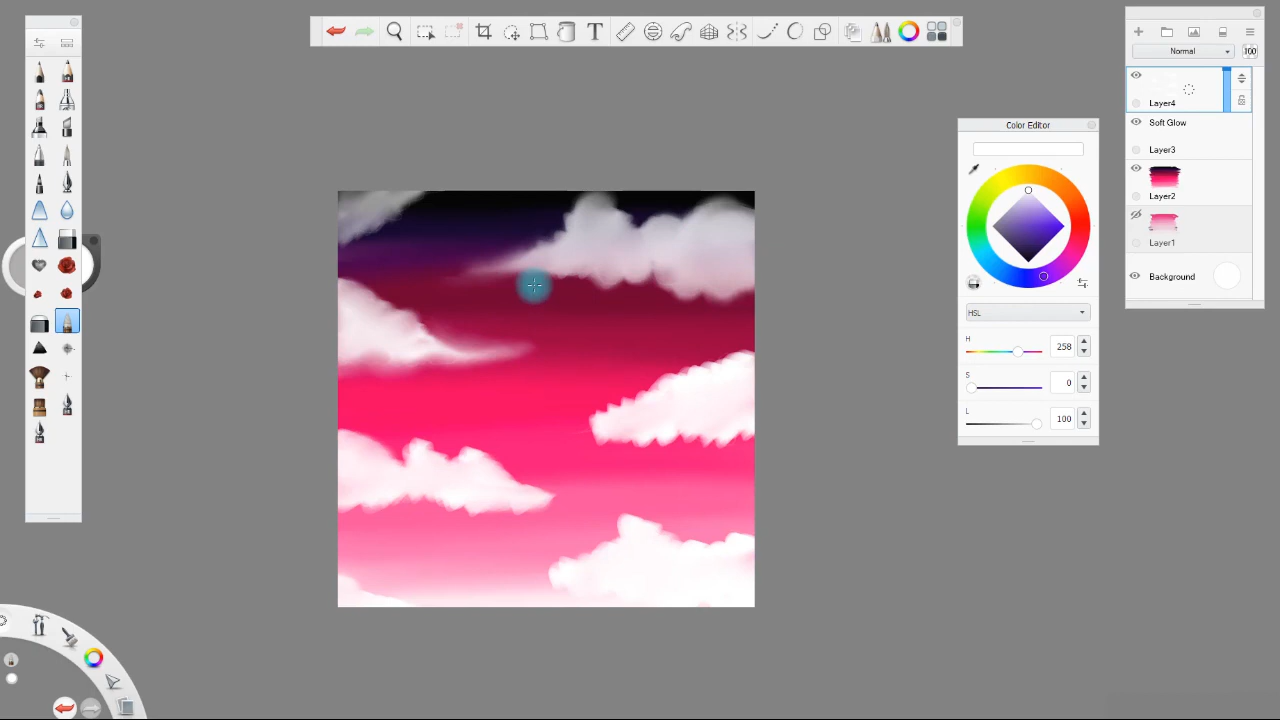 Normal
100
Layer4
Soft Glow
Layer3
Layer2
Layer1
Background
Color Editor
HSL
H
258
S
0
L
100